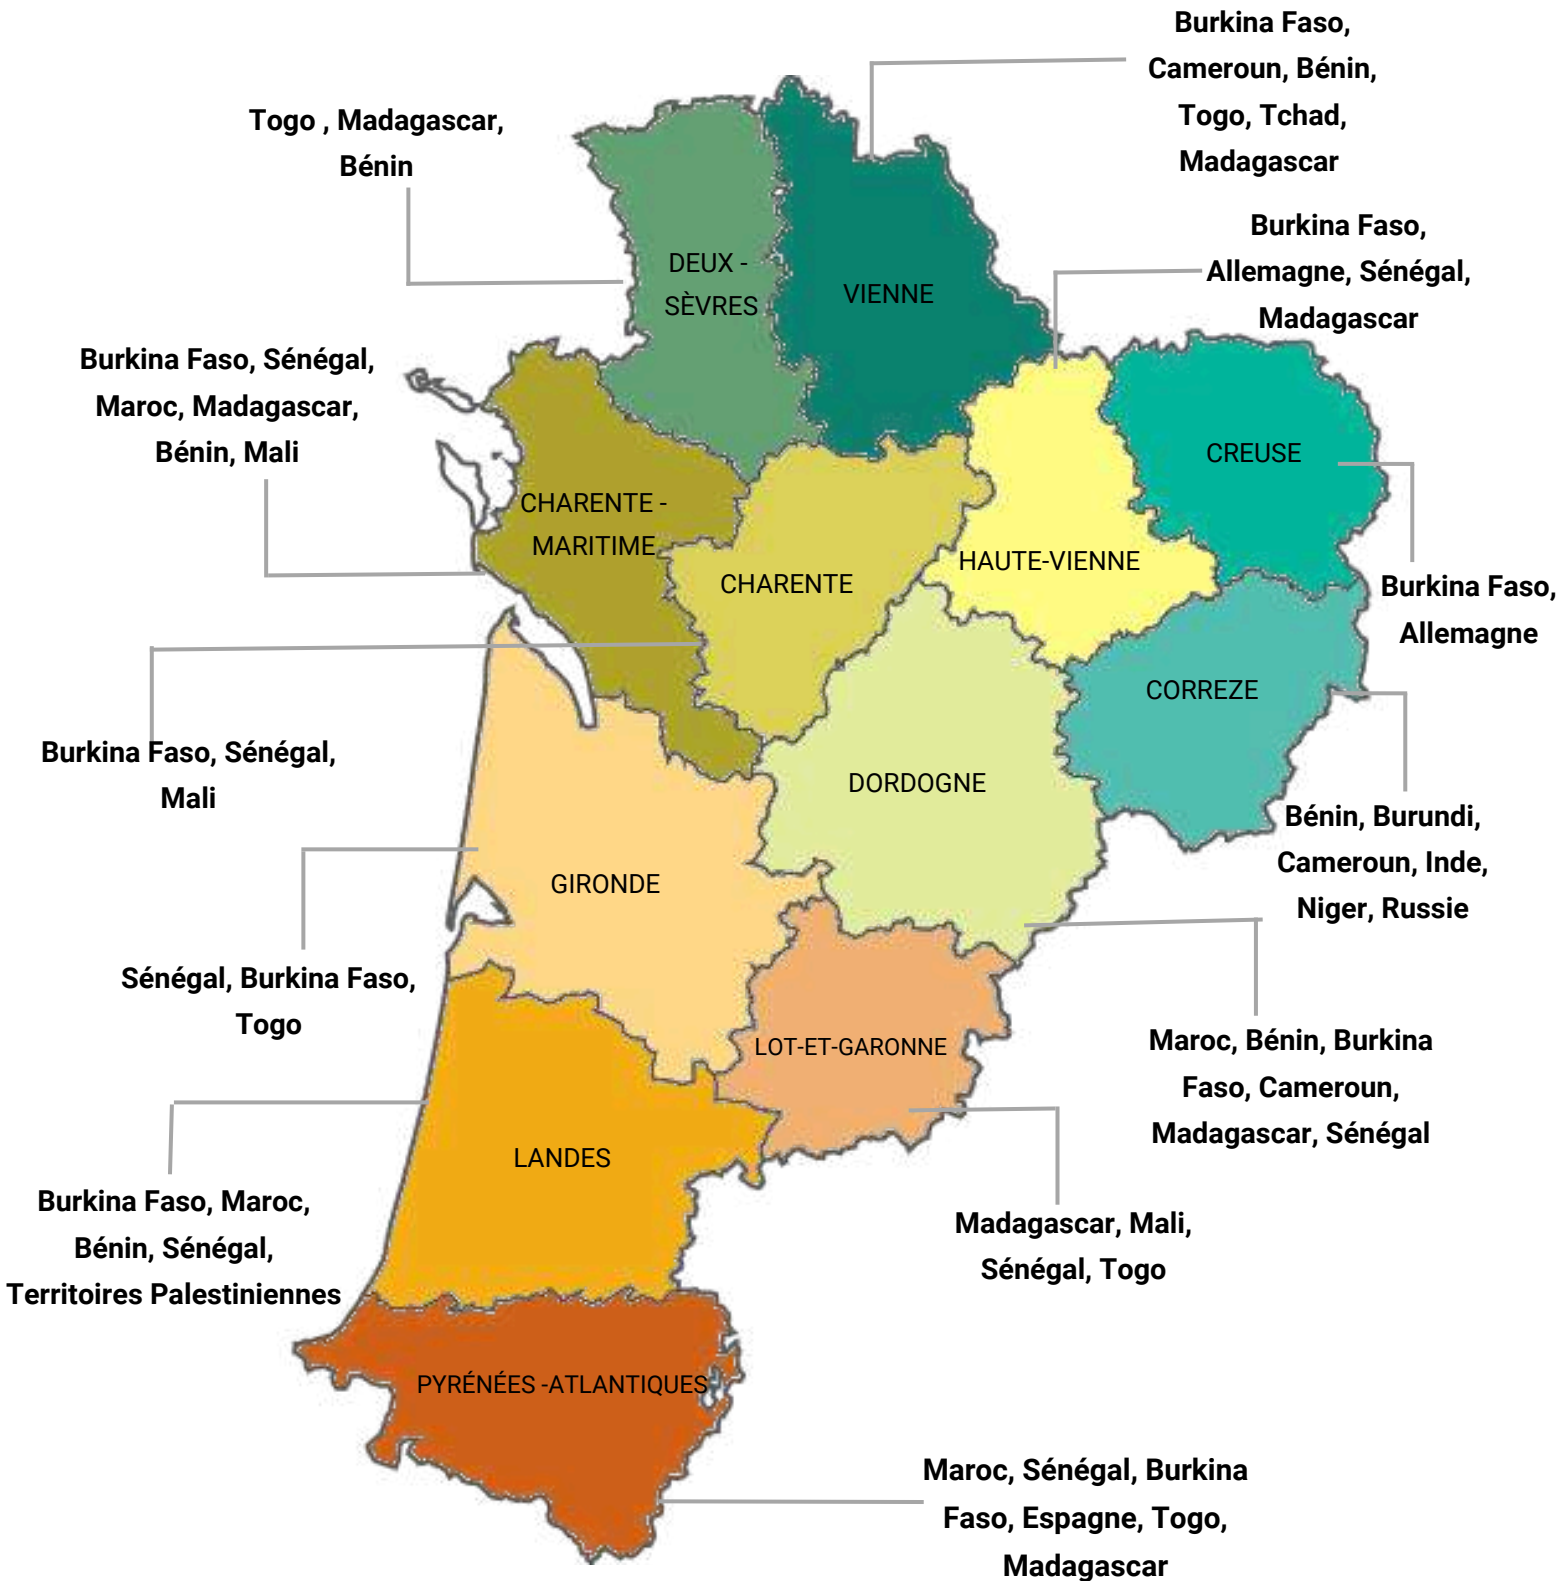 Burkina Faso,
Cameroun, Bénin,
Togo, Tchad,
Madagascar
Togo , Madagascar,
Bénin
Burkina Faso,
Allemagne, Sénégal,
Madagascar
DEUX -
SÈVRES
VIENNE
Burkina Faso, Sénégal,
Maroc, Madagascar,
Bénin, Mali
CREUSE
CHARENTE -
MARITIME
HAUTE-VIENNE
CHARENTE
Burkina Faso,
Allemagne
CORREZE
Burkina Faso, Sénégal,
Mali
DORDOGNE
Bénin, Burundi,
Cameroun, Inde,
Niger, Russie
GIRONDE
Sénégal, Burkina Faso,
Togo
LOT-ET-GARONNE
Maroc, Bénin, Burkina
Faso, Cameroun,
Madagascar, Sénégal
LANDES
Burkina Faso, Maroc,
Bénin, Sénégal,
Territoires Palestiniennes
Madagascar, Mali,
Sénégal, Togo
PYRÉNÉES -ATLANTIQUES
Maroc, Sénégal, Burkina
Faso, Espagne, Togo,
Madagascar